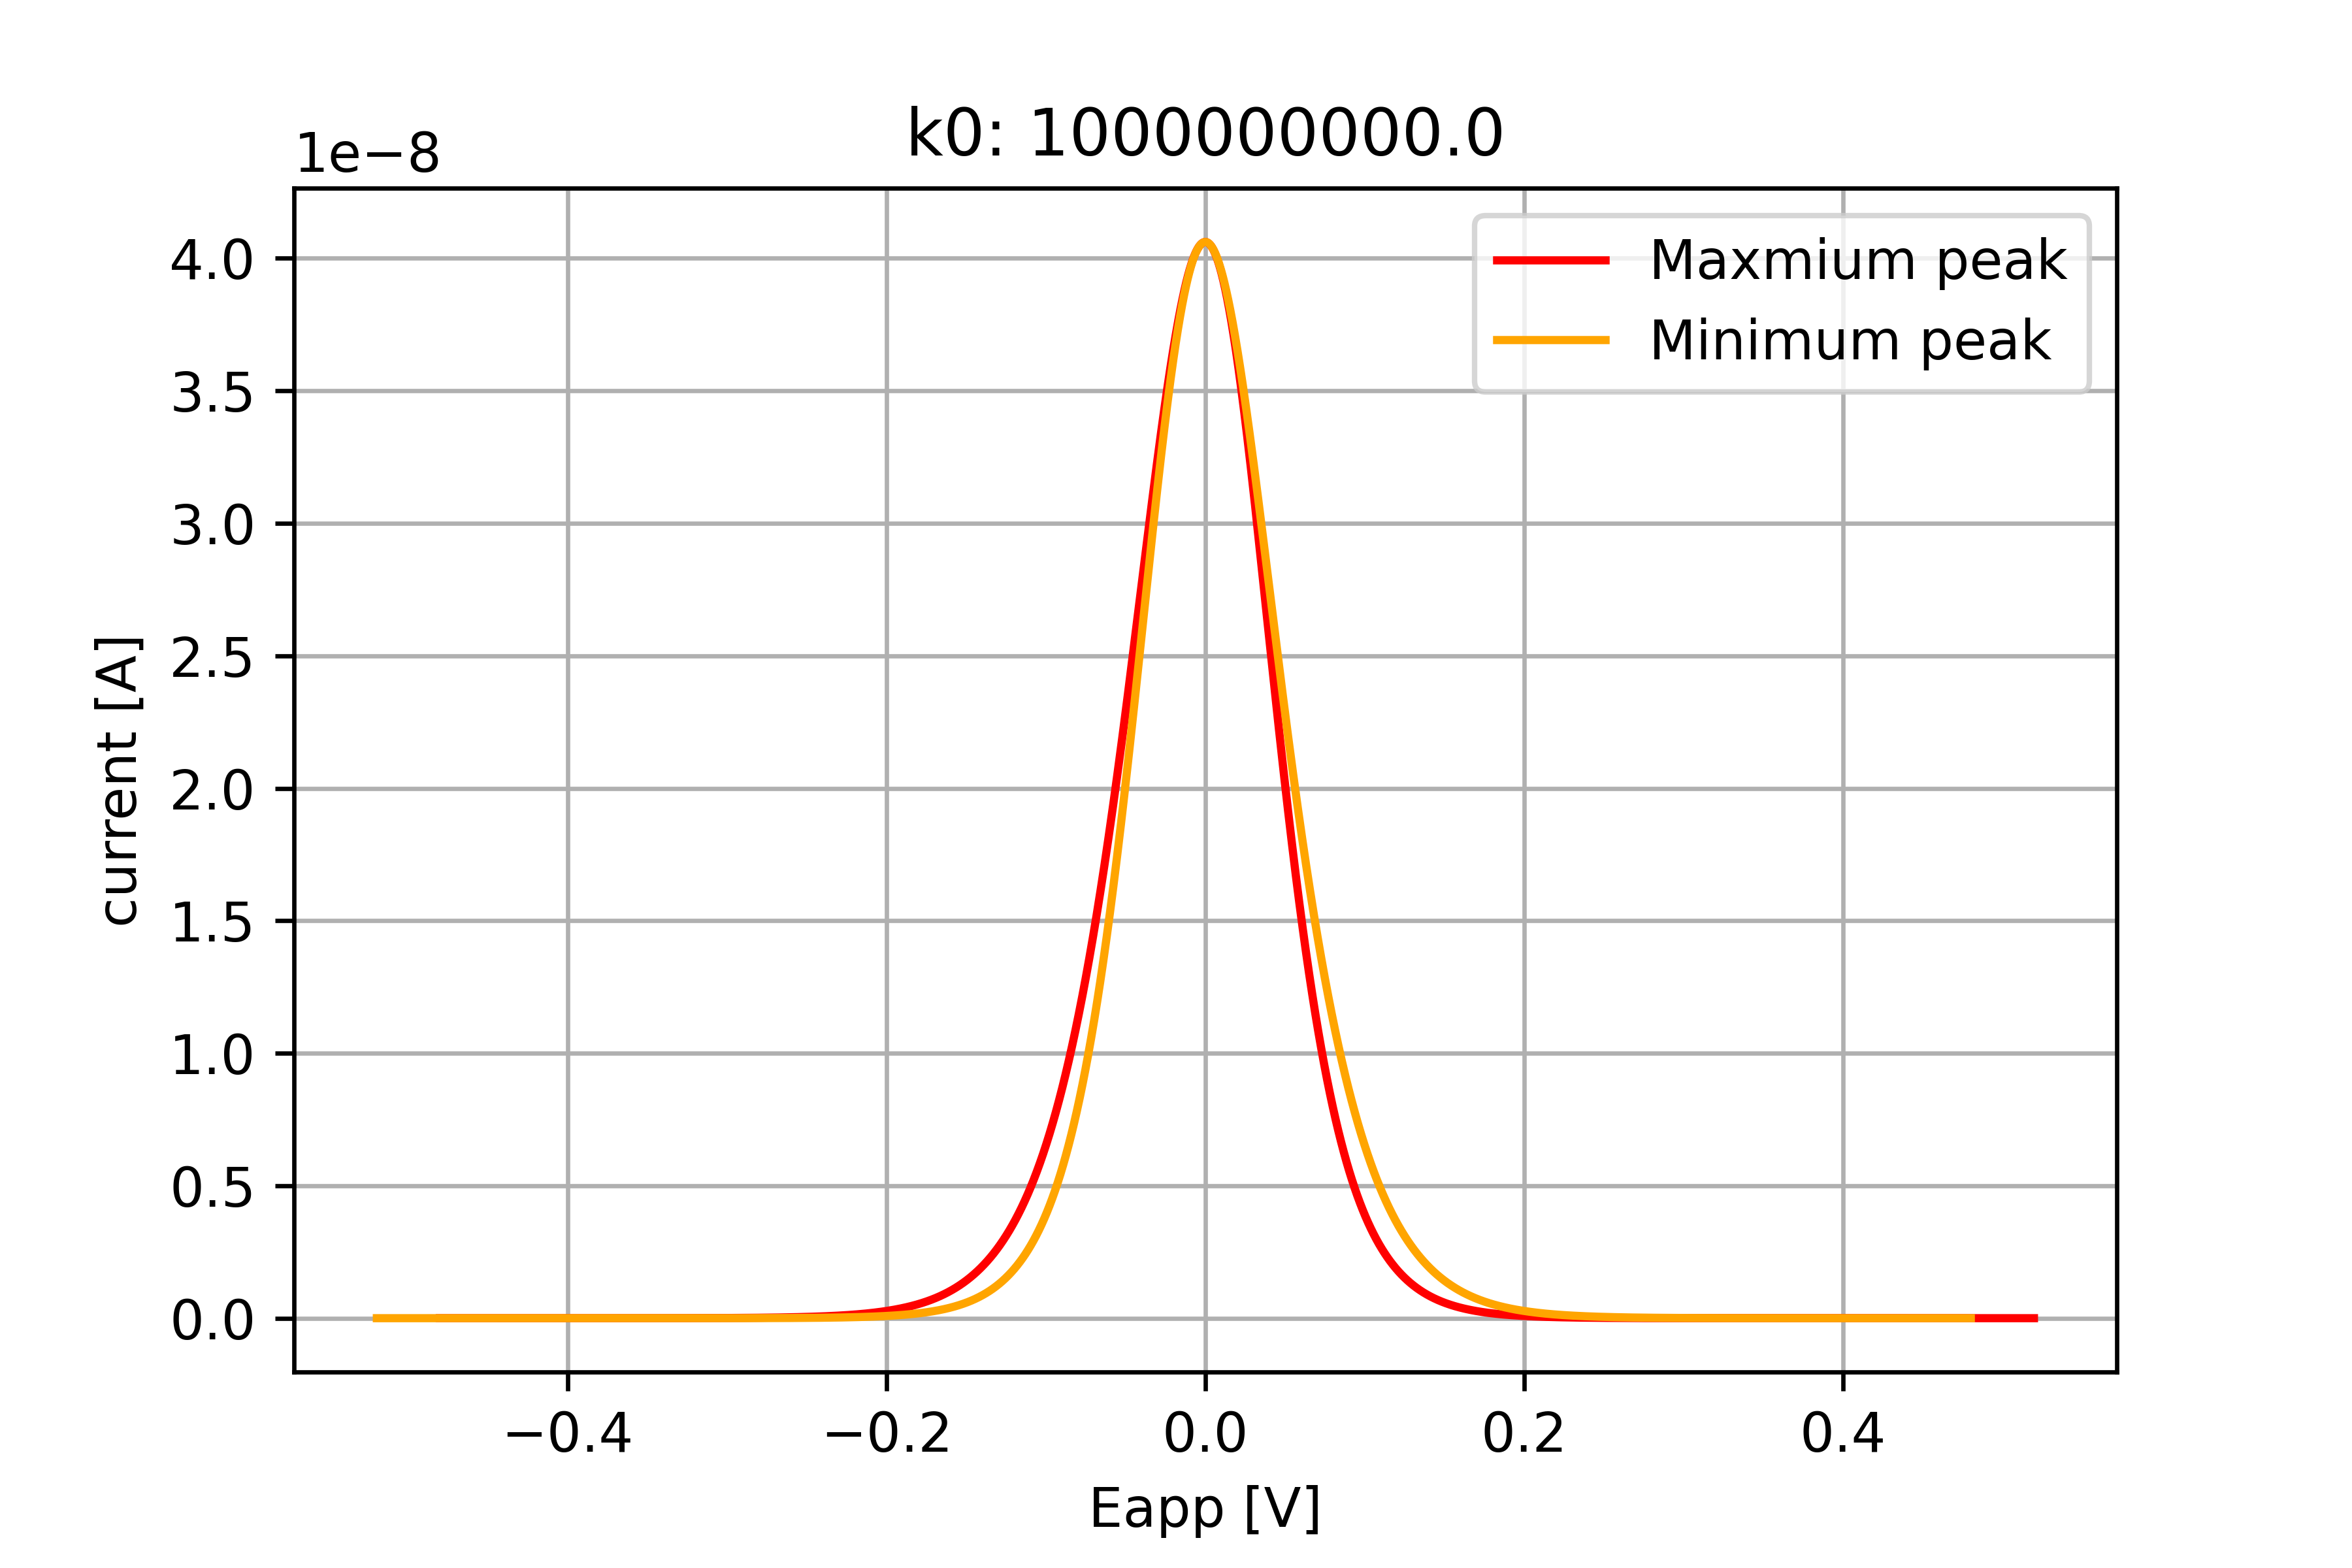 k0: 1000000000.0
1e−8
Maxmium peak
Minimum peak
4.0
3.5
3.0
2.5
2.0
1.5
1.0
0.5
0.0
current [A]
−0.4 −0.2 0.0 0.2 0.4
Eapp [V]